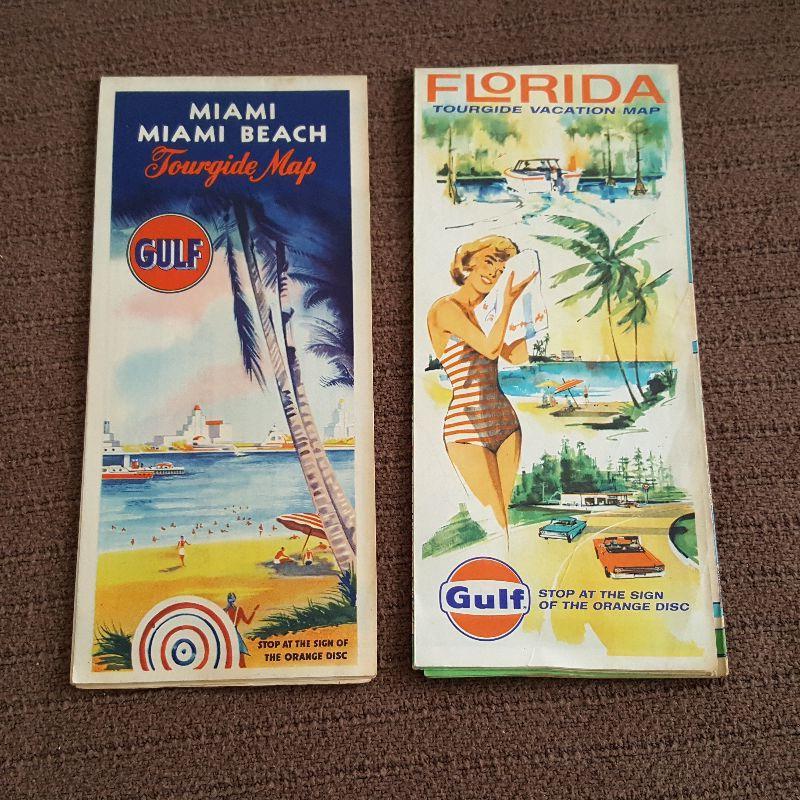 MIAMI
MIAMI BEACH
Tourgide Map
GULF
STOP AT THE SIGN OF
THE ORANGE DISC
FLORIDA
TOURGIDE VACATION MAP
Gulf
STOP AT THE SIGN
OF THE ORANGE DISC